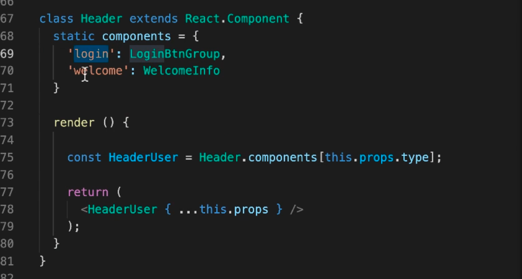 66
67 class Header extends React.Component {
68 static components = {
69 'login': LoginBtnGroup,
70 'welcome': WelcomeInfo
71 }
72
73 render () {
74
75 const HeaderUser = Header.components[this.props.type];
76
77 return (
78 <HeaderUser { ...this.props } />
79 );
80 }
81 }
82